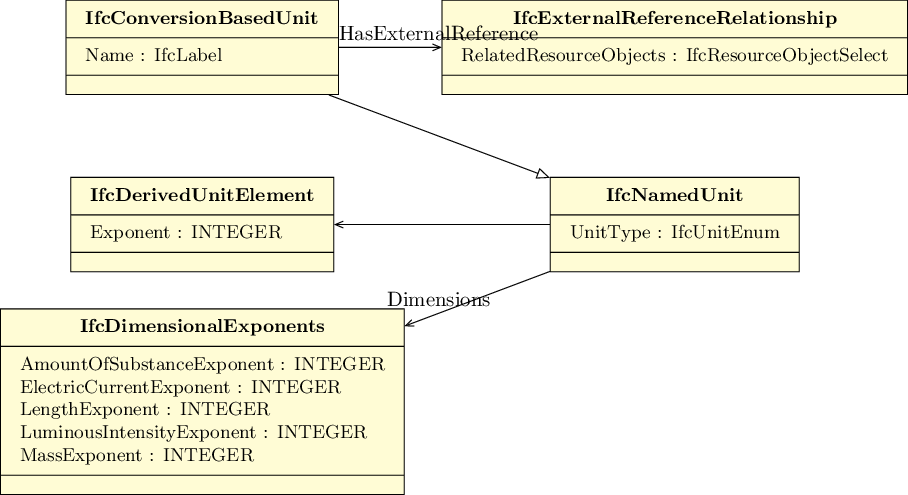 IfcConversionBasedUnit
Name : IfcLabel
HasExternalReference
IfcExternalReferenceRelationship
RelatedResourceObjects : IfcResourceObjectSelect
IfcDerivedUnitElement
Exponent : INTEGER
IfcNamedUnit
UnitType : IfcUnitEnum
Dimensions
IfcDimensionalExponents
AmountOfSubstanceExponent : INTEGER
ElectricCurrentExponent : INTEGER
LengthExponent : INTEGER
LuminousIntensityExponent : INTEGER
MassExponent : INTEGER